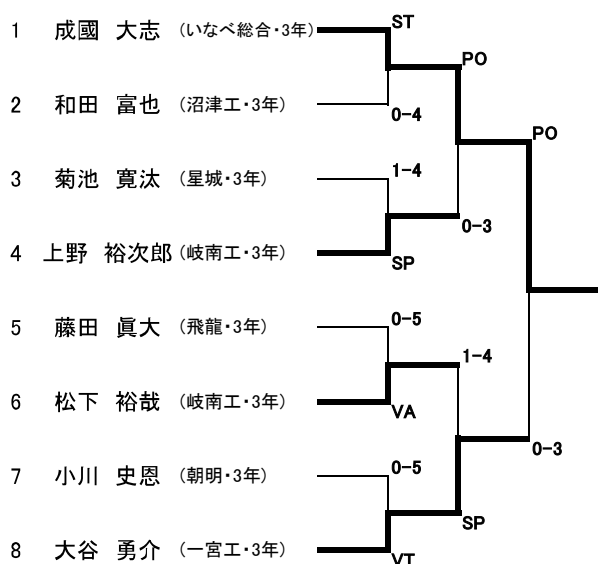 1 成國 大志 (いなべ総合・3年) ST
PO
2 和田 富也 (沼津工・3年) 0-4
PO
3 菊池 寛汰 (星城・3年) 1-4
0-3
4 上野 裕次郎 (岐南工・3年) SP
5 藤田 眞大 (飛龍・3年) 0-5
1-4
6 松下 裕哉 (岐南工・3年) VA
0-3
7 小川 史恩 (朝明・3年) 0-5
SP
8 大谷 勇介 (一宮工・3年) VT